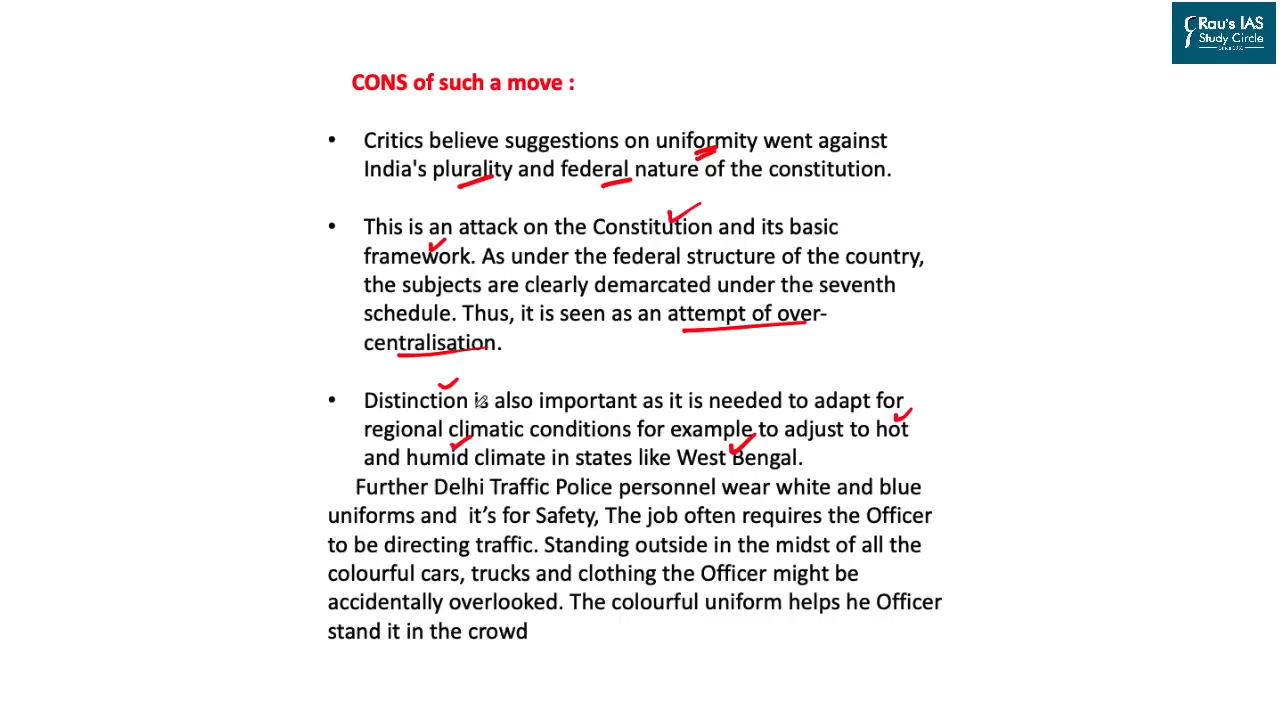 Rau's IAS
Study Circle
CONS of such a move :
• Critics believe suggestions on uniformity went against
India's plurality and federal nature of the constitution.
• This is an attack on the Constitution and its basic
framework. As under the federal structure of the country,
the subjects are clearly demarcated under the seventh
schedule. Thus, it is seen as an attempt of over-
centralisation.
• Distinction is also important as it is needed to adapt for
regional climatic conditions for example to adjust to hot
and humid climate in states like West Bengal.
Further Delhi Traffic Police personnel wear white and blue
uniforms and it’s for Safety, The job often requires the Officer
to be directing traffic. Standing outside in the midst of all the
colourful cars, trucks and clothing the Officer might be
accidentally overlooked. The colourful uniform helps he Officer
stand it in the crowd